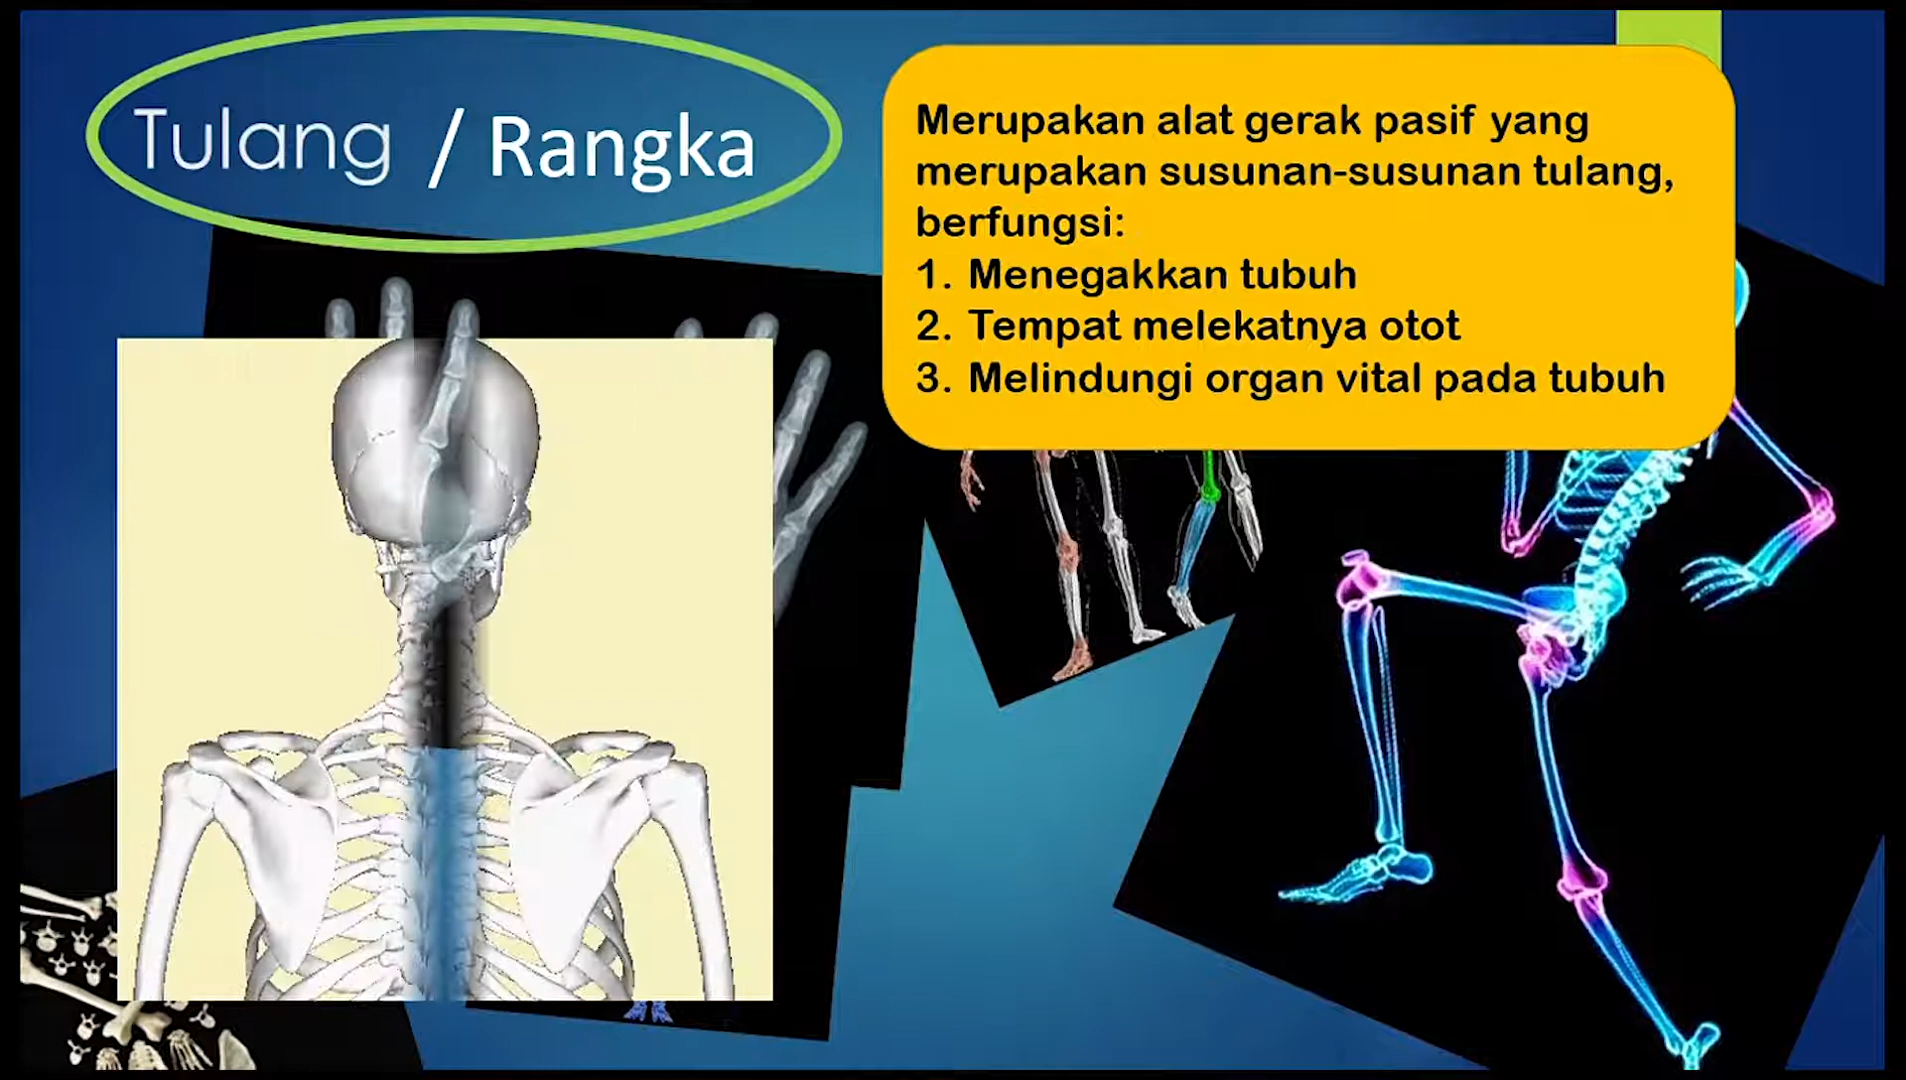 Tulang / Rangka
Merupakan alat gerak pasif yang
merupakan susunan-susunan tulang,
berfungsi:
1. Menegakkan tubuh
2. Tempat melekatnya otot
3. Melindungi organ vital pada tubuh